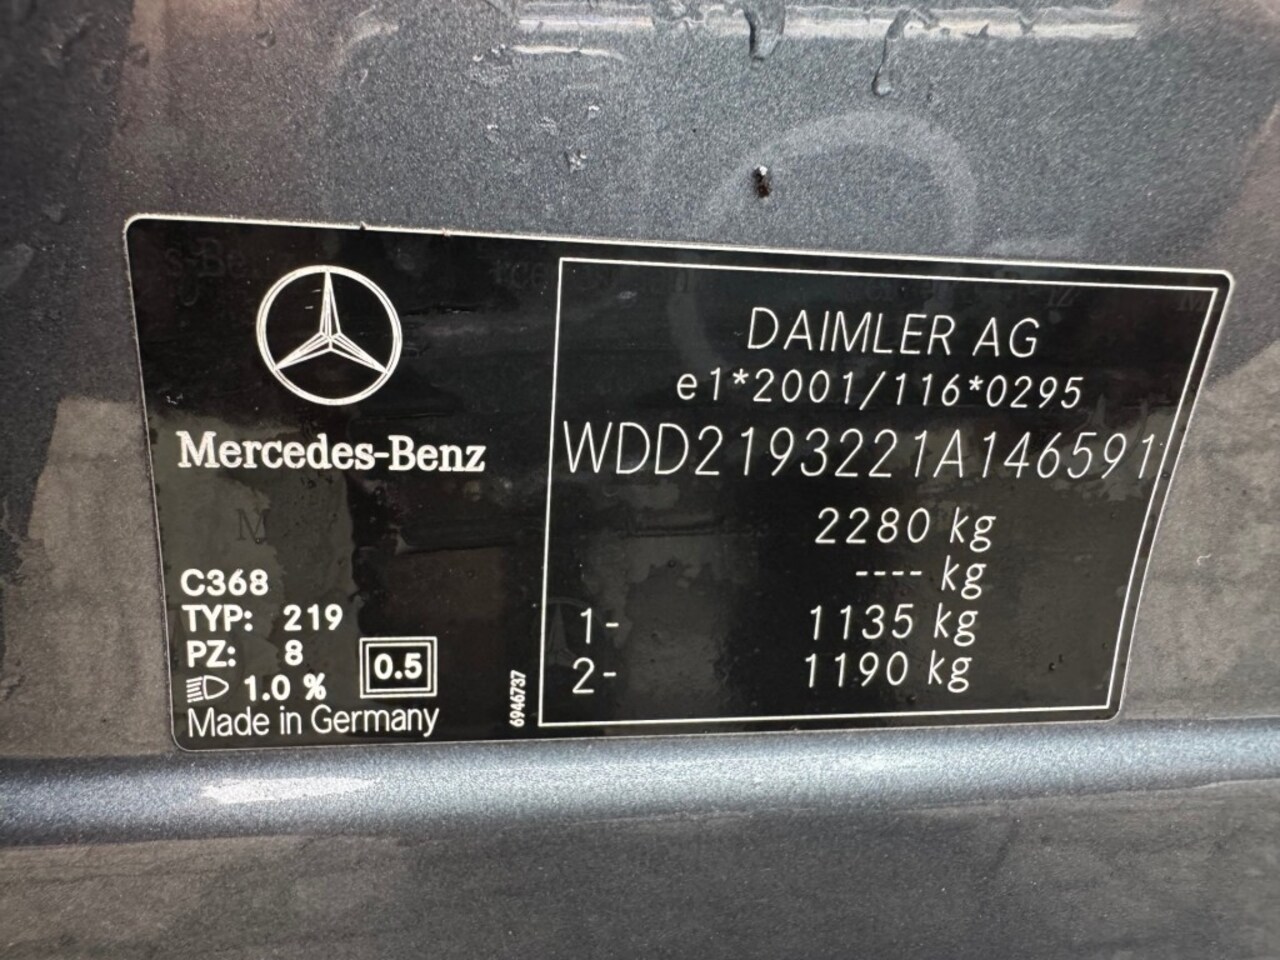 Mercedes-Benz
C368
TYP: 219
PZ: 8
1.0 %
0.5
Made in Germany
6946737
DAIMLER AG
e1*2001/116*0295
WDD2193221A146591
2280 kg
---- kg
1- 1135 kg
2- 1190 kg